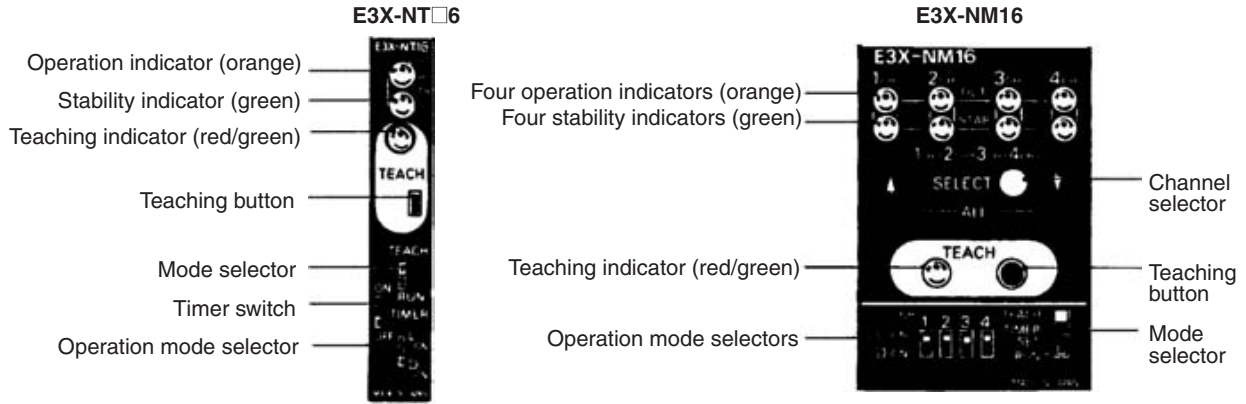 E3X-NT□6
E3X-NT16
Operation indicator (orange)
Stability indicator (green)
Teaching indicator (red/green)
TEACH
Teaching button
TEACH
Mode selector
ON
RUN
Timer switch
TIMER
OFF
Operation mode selector
E3X-NM16
E3X-NM16
1 2 3 4
Four operation indicators (orange)
Four stability indicators (green)
STAB
1 2 3 4
SELECT
Channel
selector
ALL
TEACH
Teaching indicator (red/green)
Teaching
button
1 2 3 4
TIMER
Operation mode selectors
Mode
selector